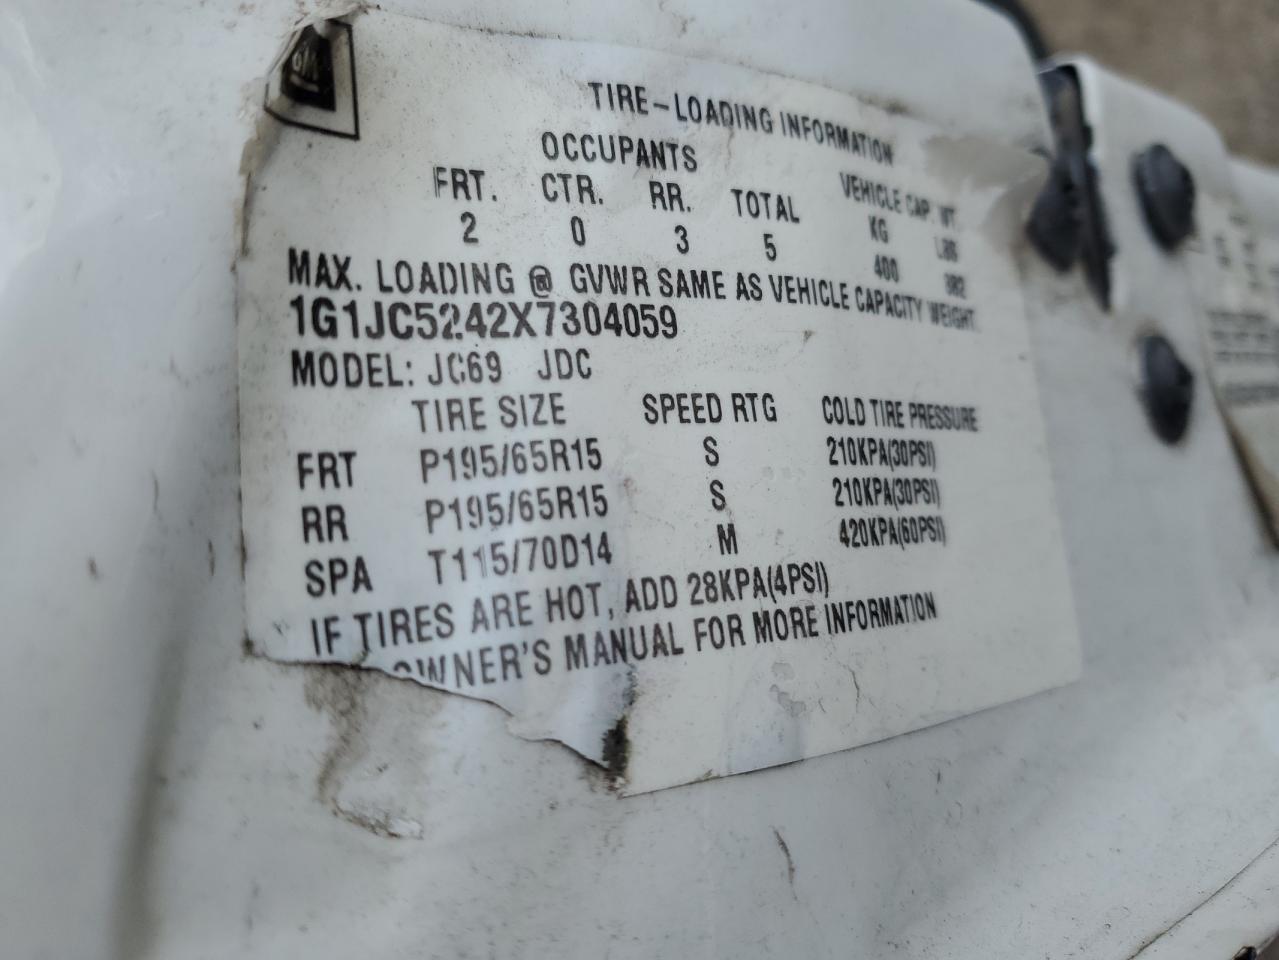 GM
TIRE-LOADING INFORMATION
OCCUPANTS VEHICLE CAP. WT.
FRT. CTR. RR. TOTAL KG LBS
2 0 3 5 400 882
MAX. LOADING @ GVWR SAME AS VEHICLE CAPACITY WEIGHT
1G1JC5242X7304059
MODEL: JC69 JDC
TIRE SIZE SPEED RTG COLD TIRE PRESSURE
FRT P195/65R15 S 210KPA(30PSI)
RR P195/65R15 S 210KPA(30PSI)
SPA T115/70D14 M 420KPA(60PSI)
IF TIRES ARE HOT, ADD 28KPA(4PSI)
OWNER'S MANUAL FOR MORE INFORMATION